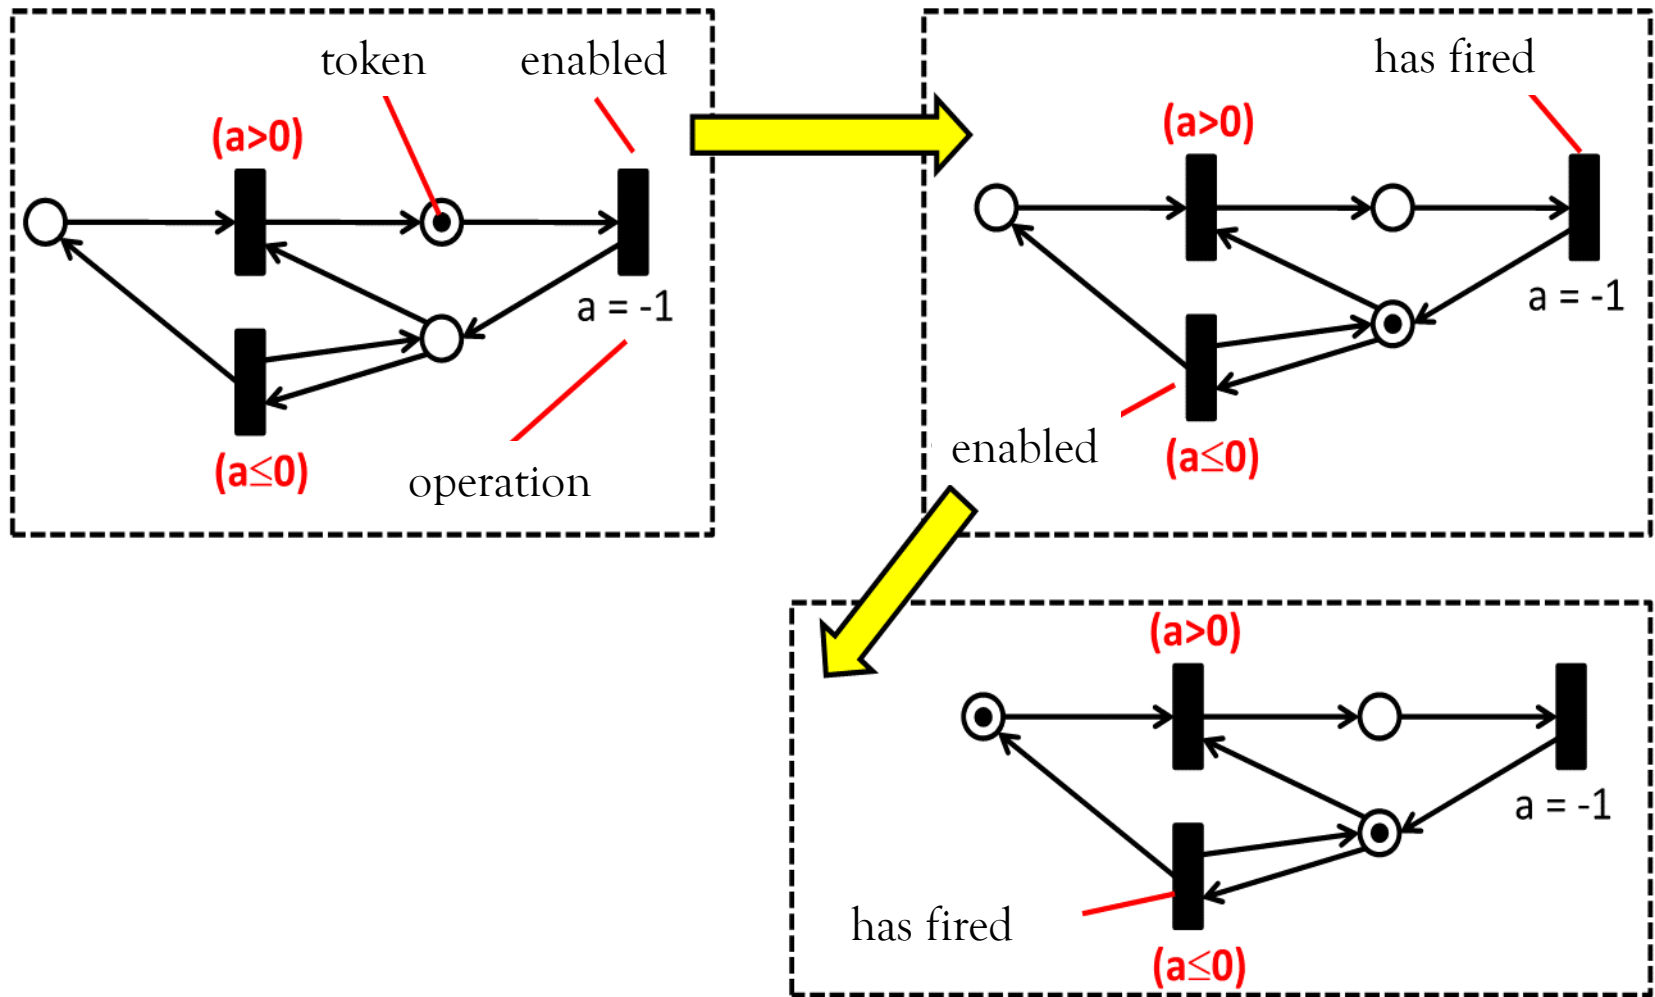 token
enabled
(a>0)
a = -1
(a≤0)
operation
has fired
(a>0)
a = -1
enabled
(a≤0)
(a>0)
a = -1
has fired
(a≤0)